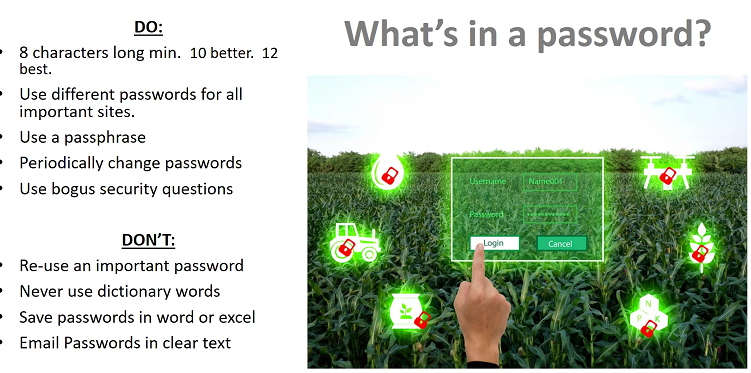 What's in a password?
DO:
8 characters long min. 10 better. 12
best.
Use different passwords for all
important sites.
Use a passphrase
Periodically change passwords
Use bogus security questions
DON'T:
Re-use an important password
Never use dictionary words
Save passwords in word or excel
Email Passwords in clear text
Username Name001
Password
Login Cancel
N
P K